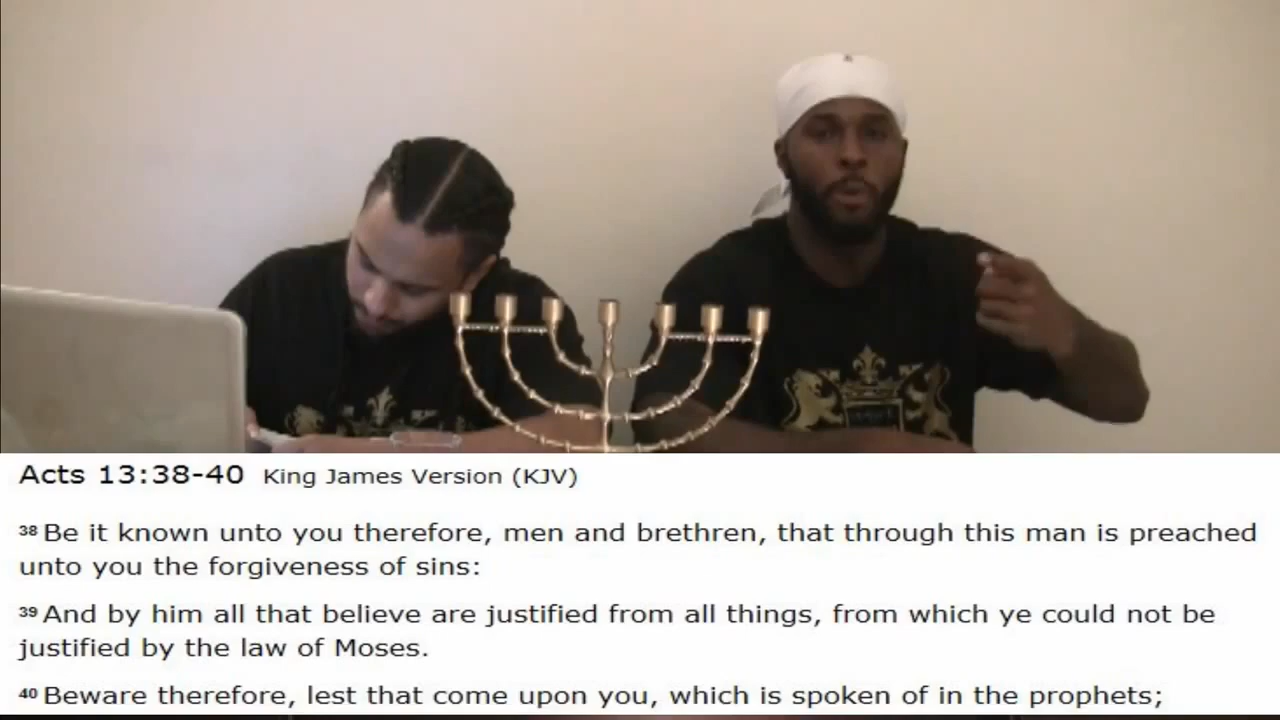 Acts 13:38-40 King James Version (KJV)
38 Be it known unto you therefore, men and brethren, that through this man is preached
unto you the forgiveness of sins:
39 And by him all that believe are justified from all things, from which ye could not be
justified by the law of Moses.
40 Beware therefore, lest that come upon you, which is spoken of in the prophets;